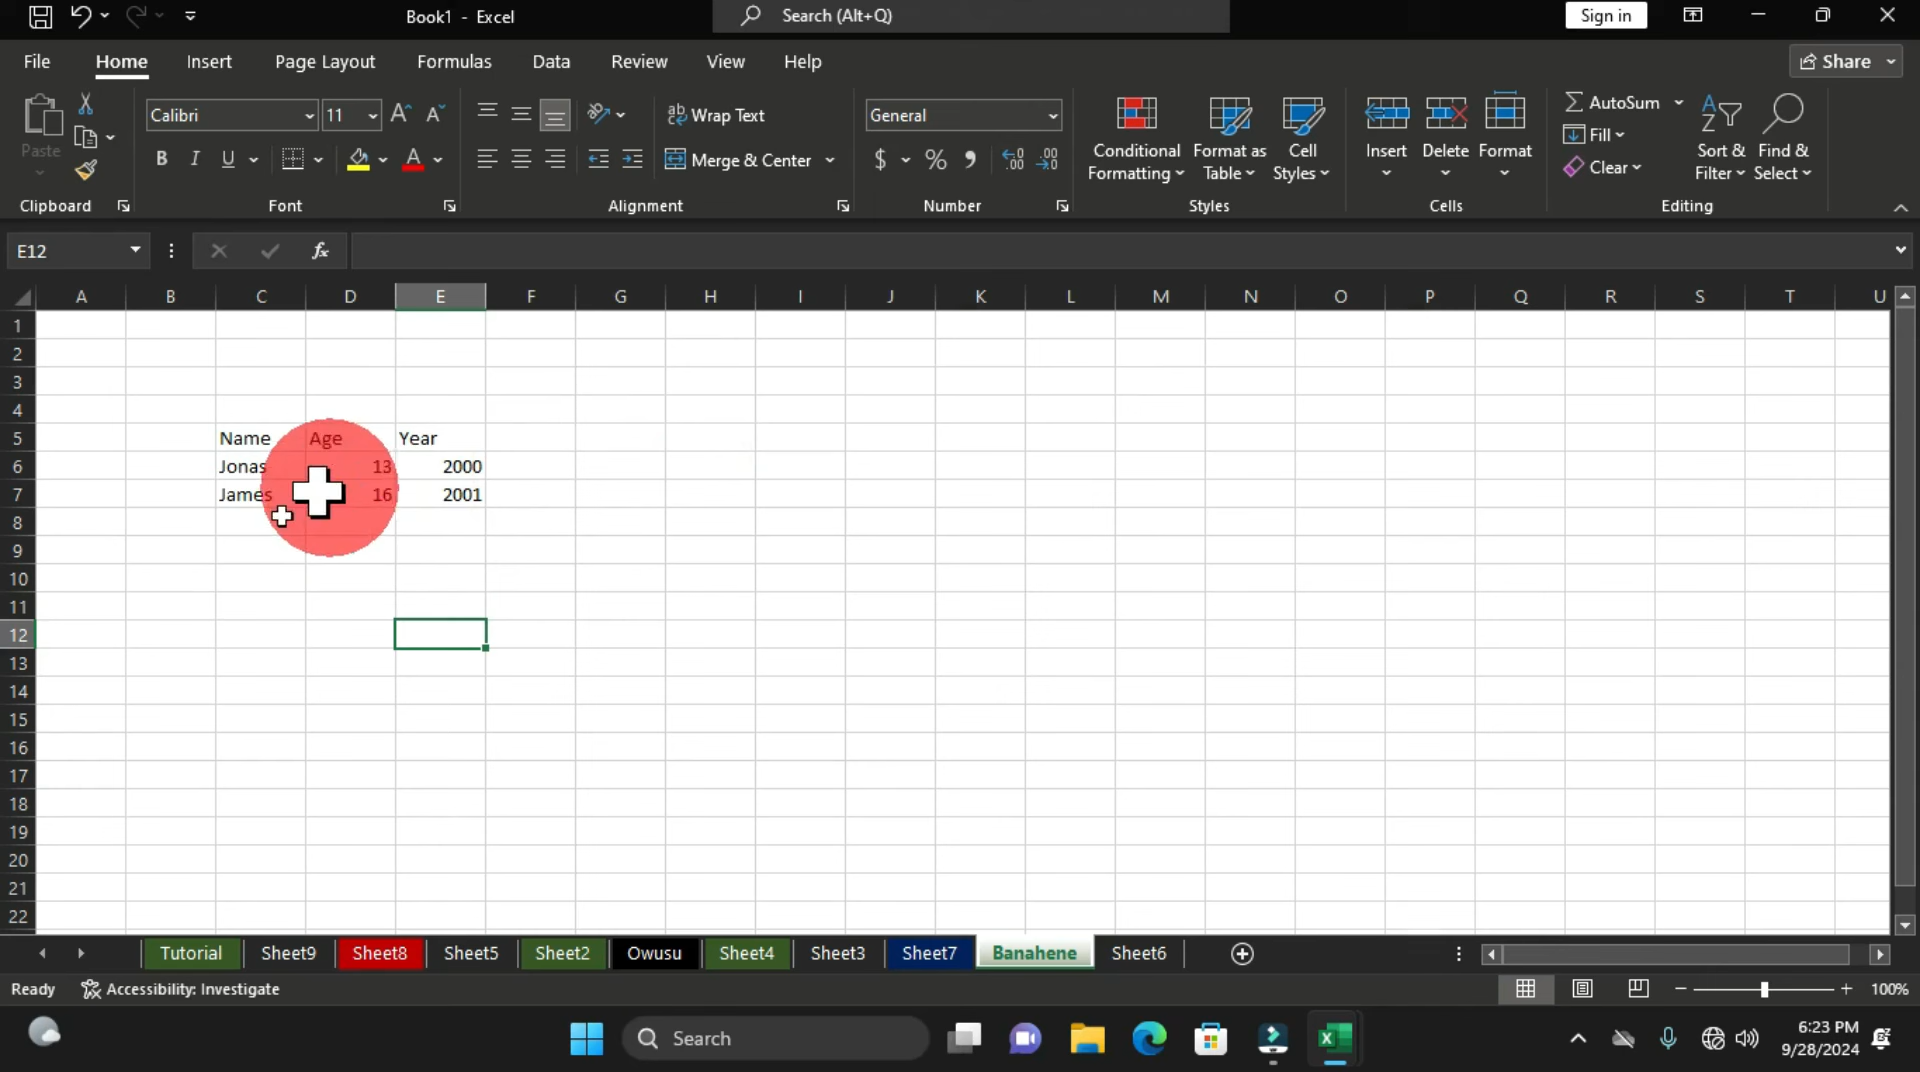 Book1 - Excel
Search (Alt+Q)
Sign in
File Home Insert Page Layout Formulas Data Review View Help
Share
Paste
Calibri 11 A A
B I U A
Wrap Text
Merge & Center
General
$ % ,
Conditional Formatting
Format as Table
Cell Styles
Insert
Delete
Format
AutoSum
Fill
Clear
Sort & Filter
Find & Select
Clipboard Font Alignment Number Styles Cells Editing
E12 fx
A B C D E F G H I J K L M N O P Q R S T U
1
2
3
4
5 Name Age Year
6 Jonas 13 2000
7 James 16 2001
8
9
10
11
12
13
14
15
16
17
18
19
20
21
22
Tutorial Sheet9 Sheet8 Sheet5 Sheet2 Owusu Sheet4 Sheet3 Sheet7 Banahene Sheet6
Ready Accessibility: Investigate 100%
Search
6:23 PM
9/28/2024